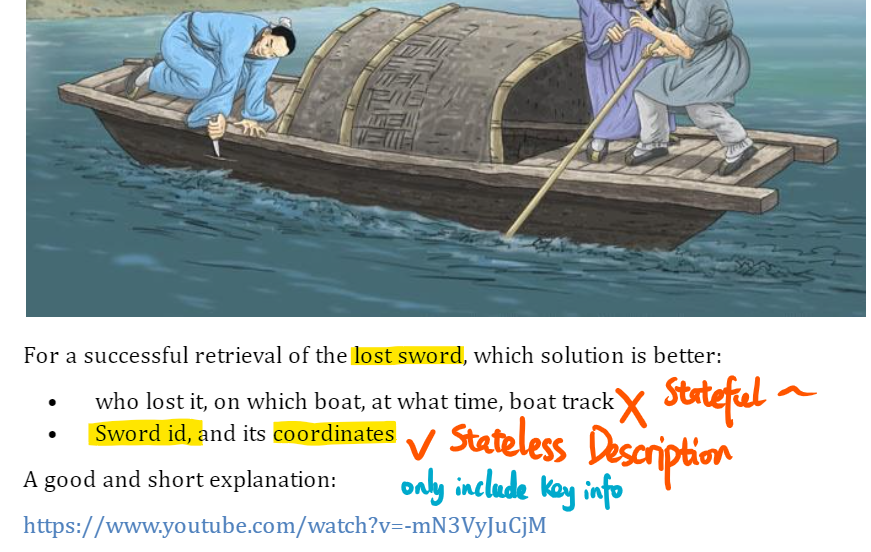 For a successful retrieval of the lost sword, which solution is better:
• who lost it, on which boat, at what time, boat track X Stateful ~
• Sword id, and its coordinates ✓ Stateless Description
only include key info
A good and short explanation:
https://www.youtube.com/watch?v=-mN3VyJuCjM